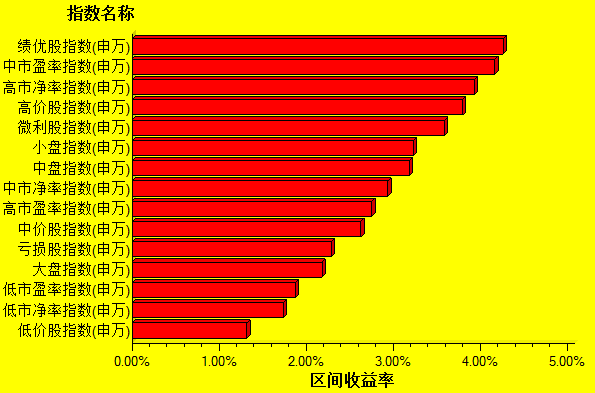 指数名称
绩优股指数(申万)
中市盈率指数(申万)
高市净率指数(申万)
高价股指数(申万)
微利股指数(申万)
小盘指数(申万)
中盘指数(申万)
中市净率指数(申万)
高市盈率指数(申万)
中价股指数(申万)
亏损股指数(申万)
大盘指数(申万)
低市盈率指数(申万)
低市净率指数(申万)
低价股指数(申万)
0.00% 1.00% 2.00% 3.00% 4.00% 5.00%
区间收益率